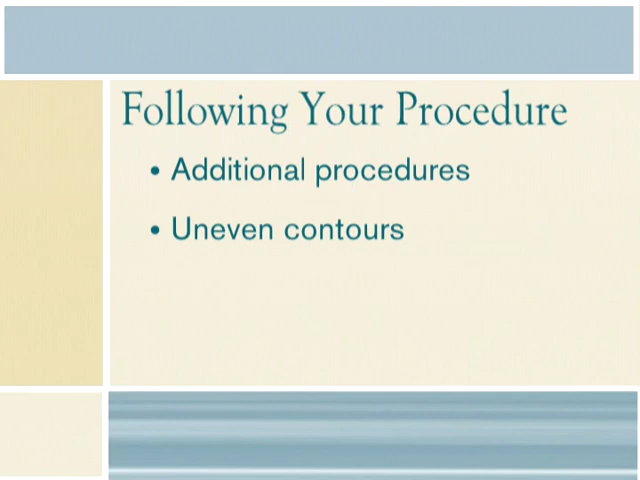 Following Your Procedure
• Additional procedures
• Uneven contours